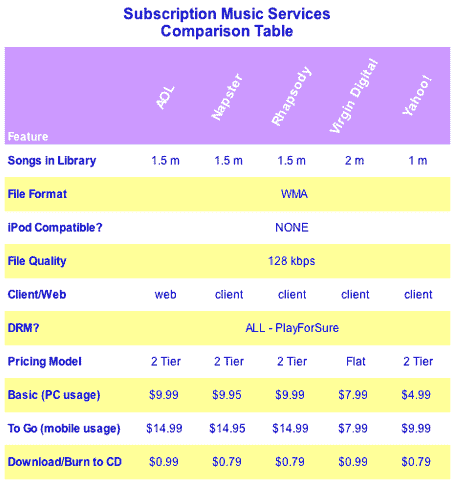 Subscription Music Services
Comparison Table
Feature AOL Napster Rhapsody Virgin Digital Yahoo!
Songs in Library 1.5 m 1.5 m 1.5 m 2 m 1 m
File Format WMA
iPod Compatible? NONE
File Quality 128 kbps
Client/Web web client client client client
DRM? ALL - PlayForSure
Pricing Model 2 Tier 2 Tier 2 Tier Flat 2 Tier
Basic (PC usage) $9.99 $9.95 $9.99 $7.99 $4.99
To Go (mobile usage) $14.99 $14.95 $14.99 $7.99 $9.99
Download/Burn to CD $0.99 $0.79 $0.79 $0.99 $0.79